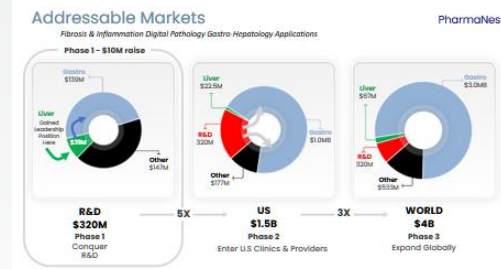 Addressable Markets
PharmaNes
Fibrosis & Inflammation Digital Pathology Gastro-Hepatology Applications
Phase 1 - $10M raise
Gastro
$139M
Liver
Gained
Leadership
Position
Here
$33M
Other
$147M
Liver
$22.5M
R&D
320M
Gastro
$1.0MB
Other
$177M
Liver
$67M
Gastro
$3.0MB
R&D
320M
Other
$533M
R&D
$320M
Phase 1
Conquer
R&D
5X
US
$1.5B
Phase 2
Enter U.S Clinics & Providers
3X
WORLD
$4B
Phase 3
Expand Globally